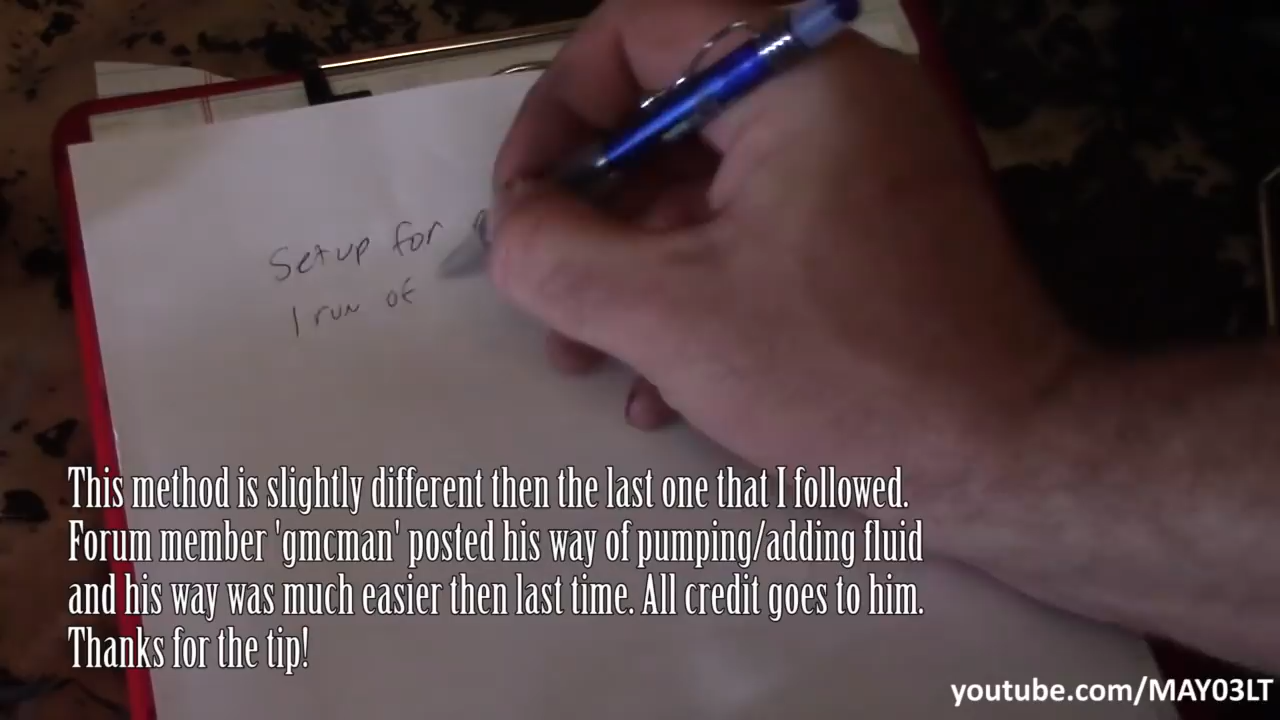 Setup for
1 run of
This method is slightly different then the last one that I followed.
Forum member 'gmcman' posted his way of pumping/adding fluid
and his way was much easier then last time. All credit goes to him.
Thanks for the tip!
youtube.com/MAY03LT